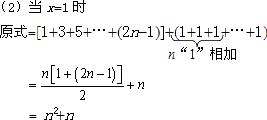 (2) 当 x=1 时
原式=[1+3+5+…+(2n-1)]+(1+1+1+…+1)
n “1” 相加
= n[1+(2n-1)]/2 +n
= n²+n